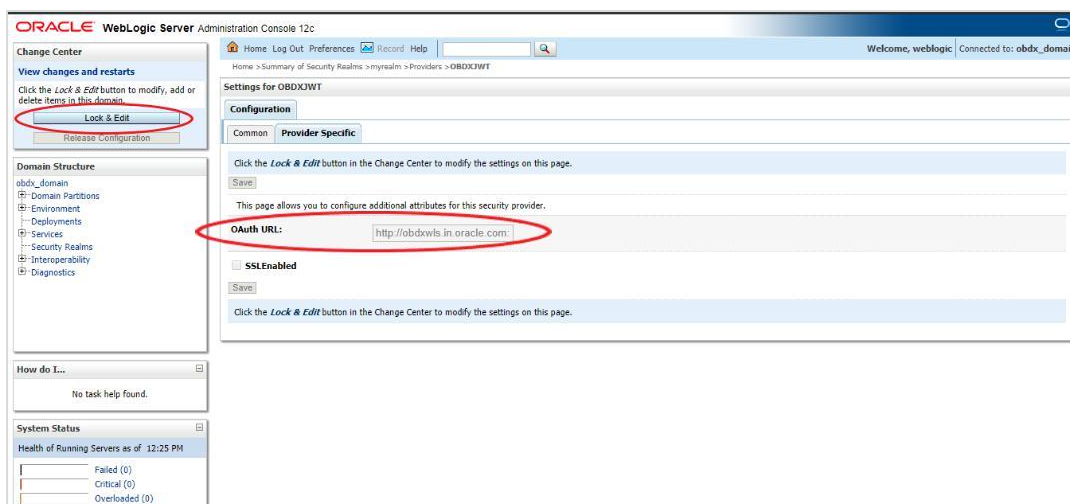 ORACLE WebLogic Server Administration Console 12c
Change Center
View changes and restarts
Click the Lock & Edit button to modify, add or
delete items in this domain.
Lock & Edit
Release Configuration
Domain Structure
obdx_domain
Domain Partitions
Environment
Deployments
Services
Security Realms
Interoperability
Diagnostics
How do I...
No task help found.
System Status
Health of Running Servers as of 12:25 PM
Failed (0)
Critical (0)
Overloaded (0)
Home Log Out Preferences Record Help
Welcome, weblogic Connected to: obdx_domai
Home >Summary of Security Realms >myrealm >Providers >OBDXJWT
Settings for OBDXJWT
Configuration
Common Provider Specific
Click the Lock & Edit button in the Change Center to modify the settings on this page.
Save
This page allows you to configure additional attributes for this security provider.
OAuth URL: http://obdxwls.in.oracle.com:
SSLEnabled
Save
Click the Lock & Edit button in the Change Center to modify the settings on this page.